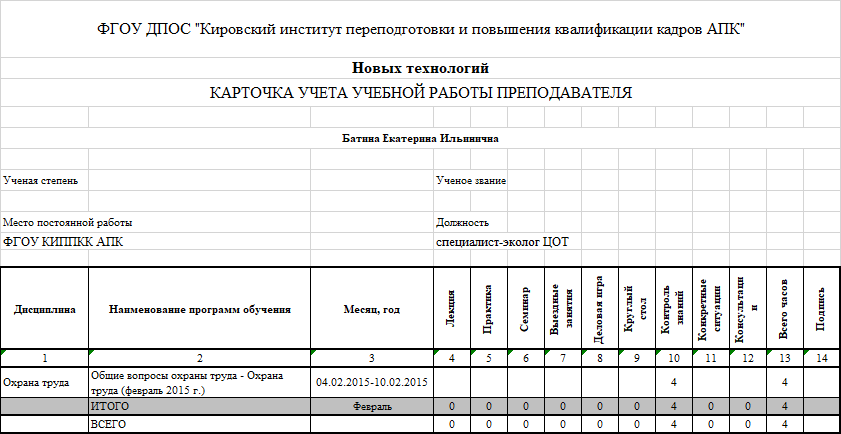 ФГОУ ДПОС "Кировский институт переподготовки и повышения квалификации кадров АПК"
Новых технологий
КАРТОЧКА УЧЕТА УЧЕБНОЙ РАБОТЫ ПРЕПОДАВАТЕЛЯ
Батина Екатерина Ильинична
Ученая степень Ученое звание
Место постоянной работы Должность
ФГОУ КИППКК АПК специалист-эколог ЦОТ
Дисциплина Наименование программ обучения Месяц, год Лекция Практика Семинар Выездные занятия Деловая игра Круглый стол Контроль знаний Конкретные ситуации Консультаци и Всего часов Подпись
1 2 3 4 5 6 7 8 9 10 11 12 13 14
Охрана труда Общие вопросы охраны труда - Охрана труда (февраль 2015 г.) 04.02.2015-10.02.2015 4 4
ИТОГО Февраль 0 0 0 0 0 0 4 0 0 4
ВСЕГО 0 0 0 0 0 0 4 0 0 4